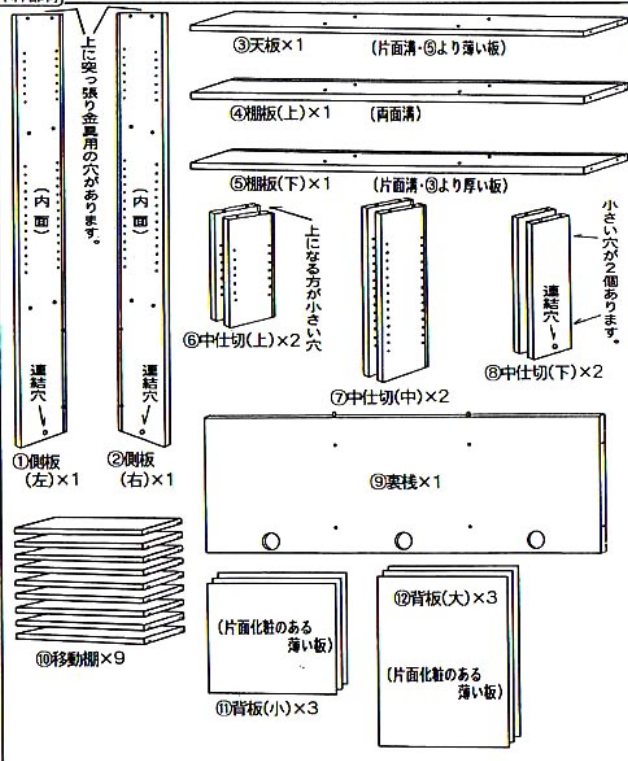 上に突っ張り金具用の穴があります。
(内面)
(内面)
連結穴
連結穴
①側板
(左)×1
②側板
(右)×1
③天板×1 (片面溝・⑤より薄い板)
④棚板(上)×1 (両面溝)
⑤棚板(下)×1 (片面溝・③より厚い板)
上になる方が小さい穴
⑥中仕切(上)×2
⑦中仕切(中)×2
小さい穴が2個あります。
連結穴
⑧中仕切(下)×2
⑨裏桟×1
⑩移動棚×9
(片面化粧のある
薄い板)
⑪背板(小)×3
⑫背板(大)×3
(片面化粧のある
薄い板)